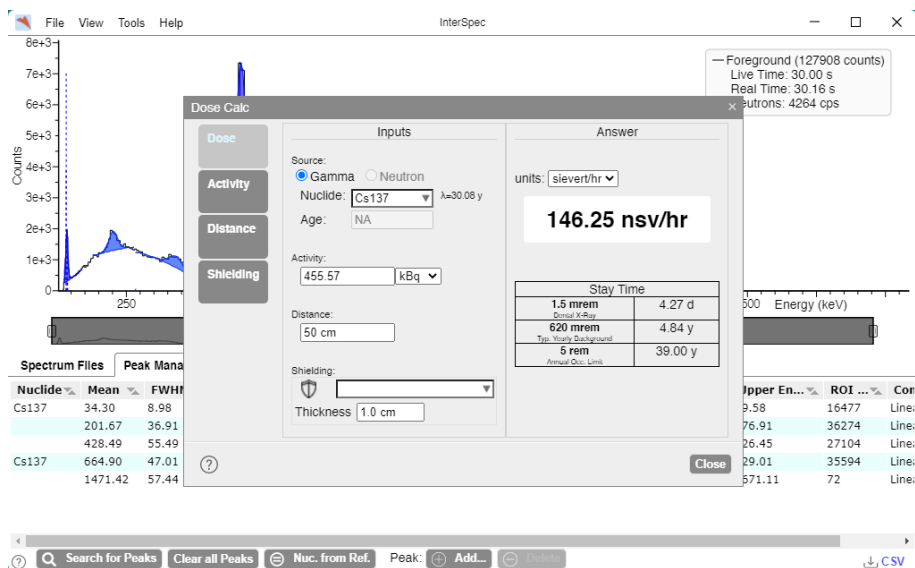 File View Tools Help InterSpec
8e+3
7e+3
6e+3
5e+3
4e+3
3e+3
2e+3
1e+3
0
Counts
250
Energy (keV)
Foreground (127908 counts)
Live Time: 30.00 s
Real Time: 30.16 s
4264 cps
Dose Calc
Dose
Activity
Distance
Shielding
Inputs
Source:
Gamma Neutron
Nuclide: Cs137 λ=30.08 y
Age: NA
Activity:
455.57 kBq
Distance:
50 cm
Shielding:
Thickness 1.0 cm
Answer
units: sievert/hr
146.25 nsv/hr
Stay Time
1.5 mrem 4.27 d
Dental X-Ray
620 mrem 4.84 y
Typ. Yearly Background
5 rem 39.00 y
Annual Occ. Limit
Close
Spectrum Files Peak Mana
Nuclide Mean FWH Upper En... ROI ... Con
Cs137 34.30 8.98 9.58 16477 Line
201.67 36.91 76.91 36274 Line
428.49 55.49 26.45 27104 Line
Cs137 664.90 47.01 29.01 35594 Line
1471.42 57.44 571.11 72 Line
Search for Peaks Clear all Peaks Nuc. from Ref. Peak: Add... Delete CSV